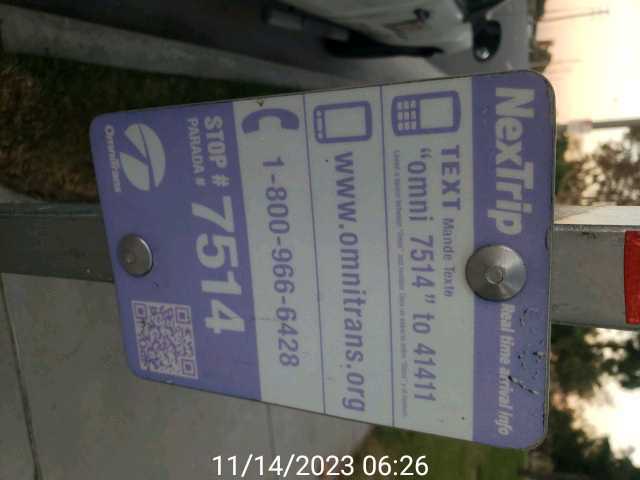 NexTrip Real time arrival info
TEXT Mande Texto
"omni 7514" to 41411
www.omnitrans.org
1-800-966-6428
STOP # 7514
PARADA #
OmniTrans
11/14/2023 06:26